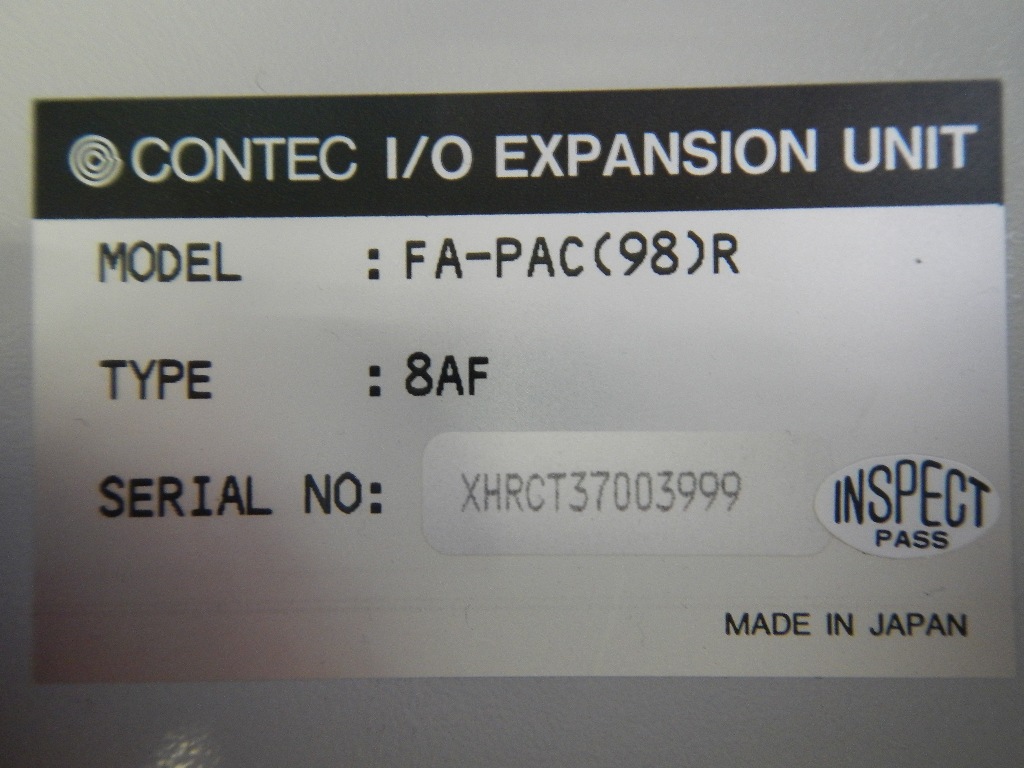 CONTEC I/O EXPANSION UNIT
MODEL : FA-PAC(98)R
TYPE : 8AF
SERIAL NO: XHRCT37003999
INSPECT
PASS
MADE IN JAPAN